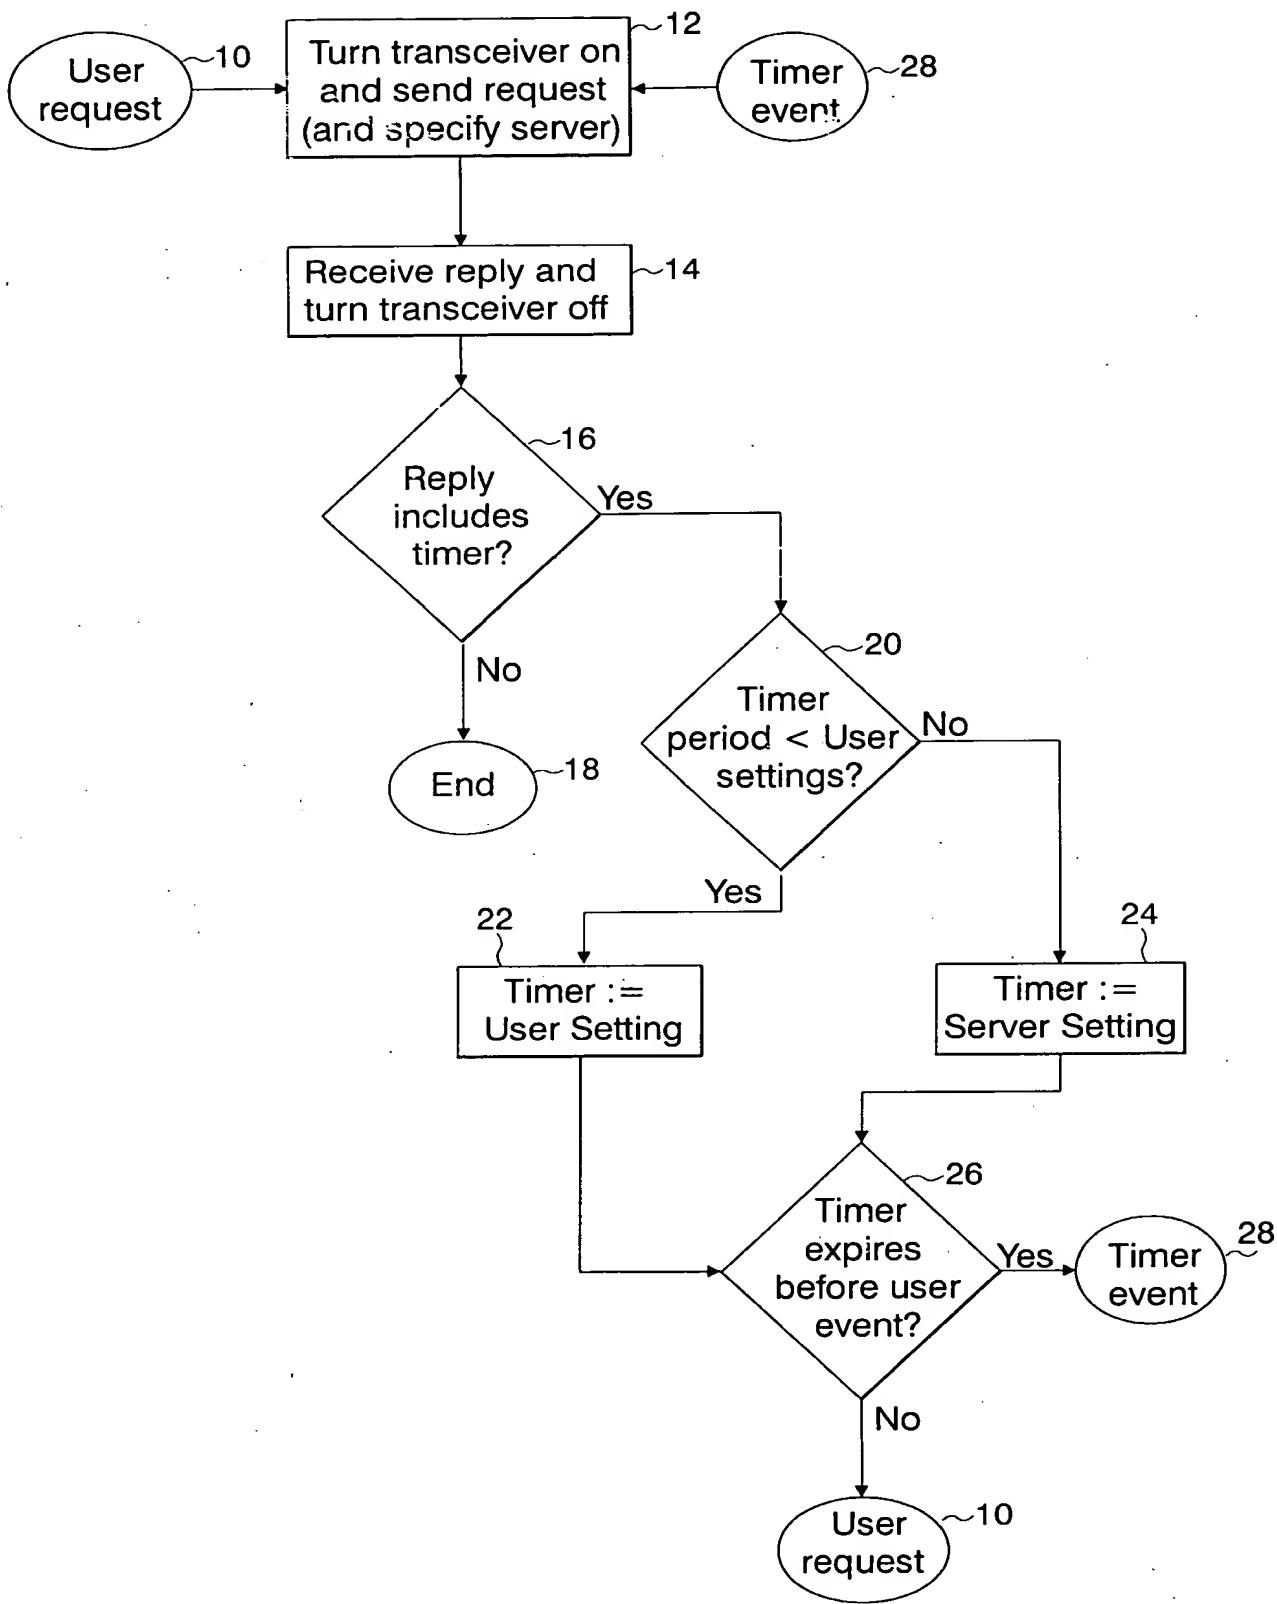 User
request
10
Turn transceiver on
and send request
(and specify server)
12
Timer
event
28
Receive reply and
turn transceiver off
14
Reply
includes
timer?
16
Yes
No
End
18
Timer
period < User
settings?
20
No
Yes
22
Timer :=
User Setting
24
Timer :=
Server Setting
Timer
expires
before user
event?
26
Yes
Timer
event
28
No
User
request
10